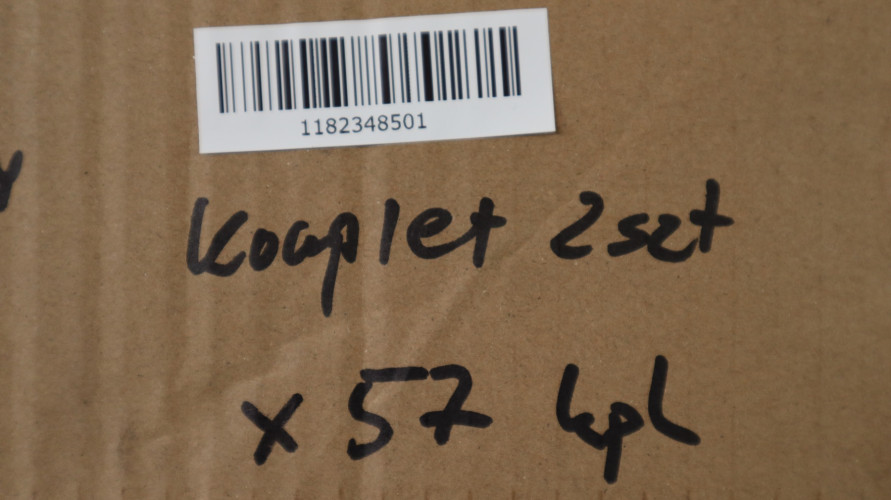 1182348501
Komplet 2szt
x 57 kpl